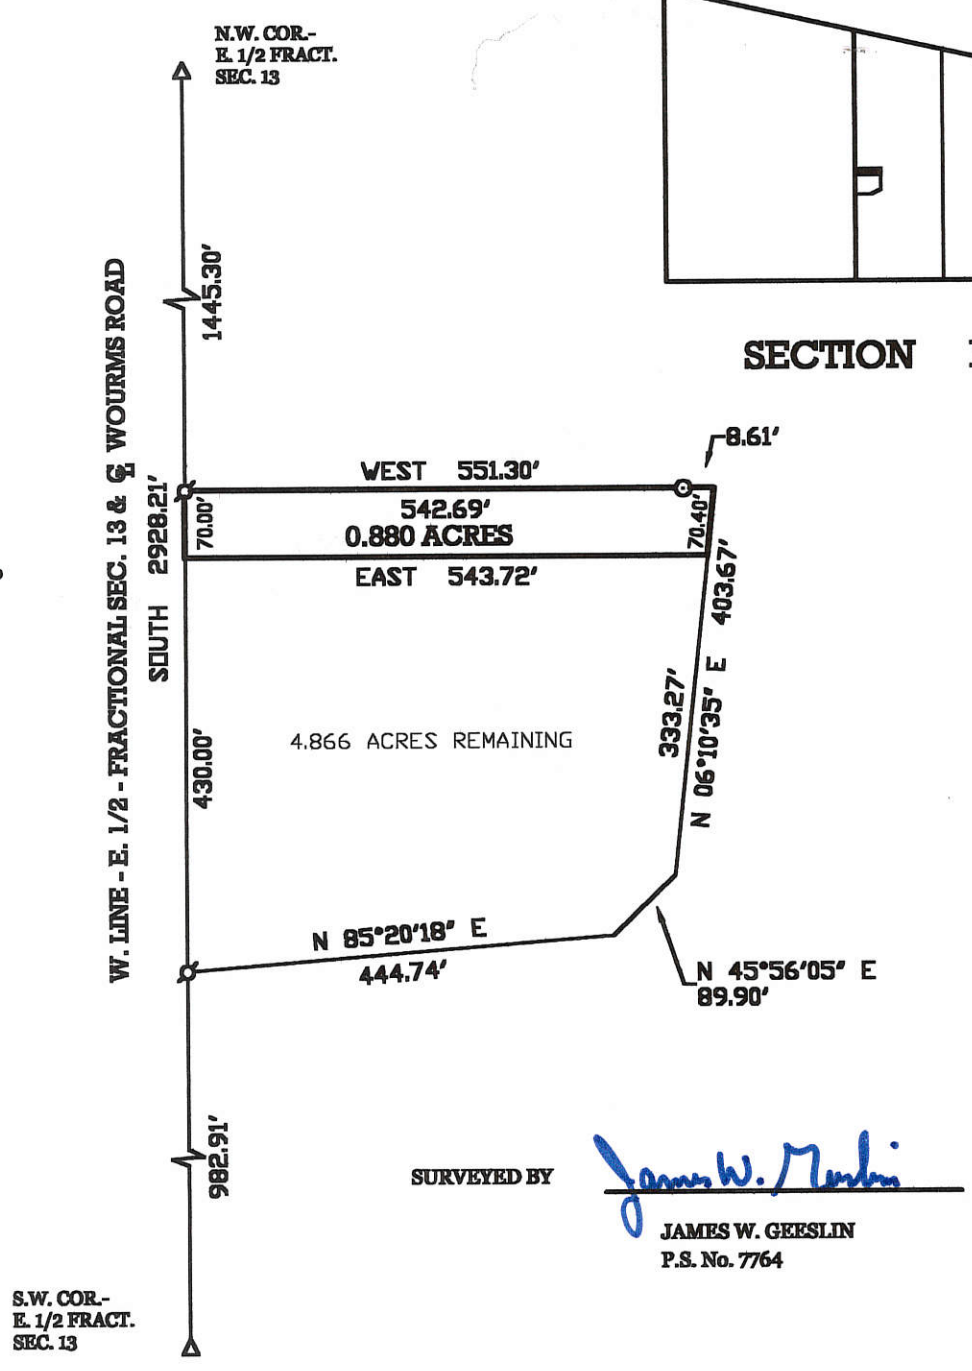 N.W. COR.-
E. 1/2 FRACT.
SEC. 13
1445.30'
W. LINE - E. 1/2 - FRACTIONAL SEC. 13 & ℄ WOURMS ROAD
SOUTH 2928.21'
SECTION
8.61'
WEST 551.30'
542.69'
70.00'
0.880 ACRES
70.40'
EAST 543.72'
403.67'
333.27'
N 06°10'35" E
4.866 ACRES REMAINING
430.00'
N 85°20'18" E
444.74'
N 45°56'05" E
89.90'
982.91'
SURVEYED BY
James W. Geeslin
JAMES W. GEESLIN
P.S. No. 7764
S.W. COR.-
E. 1/2 FRACT.
SEC. 13